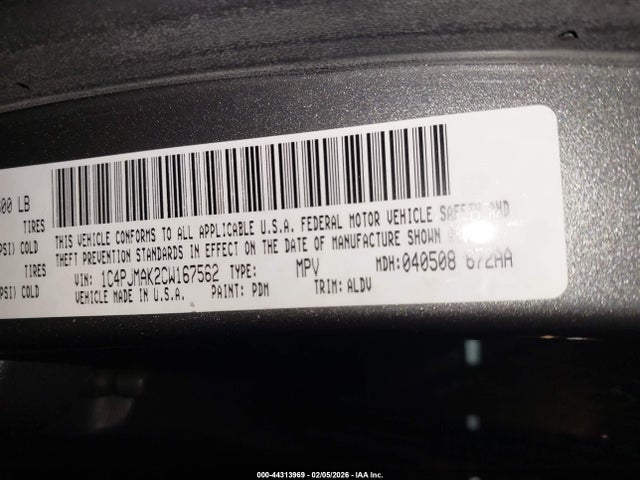 00 LB
TIRES
PSI) COLD
TIRES
PSI) COLD
THIS VEHICLE CONFORMS TO ALL APPLICABLE U.S.A. FEDERAL MOTOR VEHICLE SAFETY AND
THEFT PREVENTION STANDARDS IN EFFECT ON THE DATE OF MANUFACTURE SHOWN
VIN: 1C4PJMAK2CW167562 TYPE: MPV MDH:040508 672AA
VEHICLE MADE IN U.S.A. PAINT: PDM TRIM: ALDV
000-44313969 | 02/05/2026 - IAA Inc.